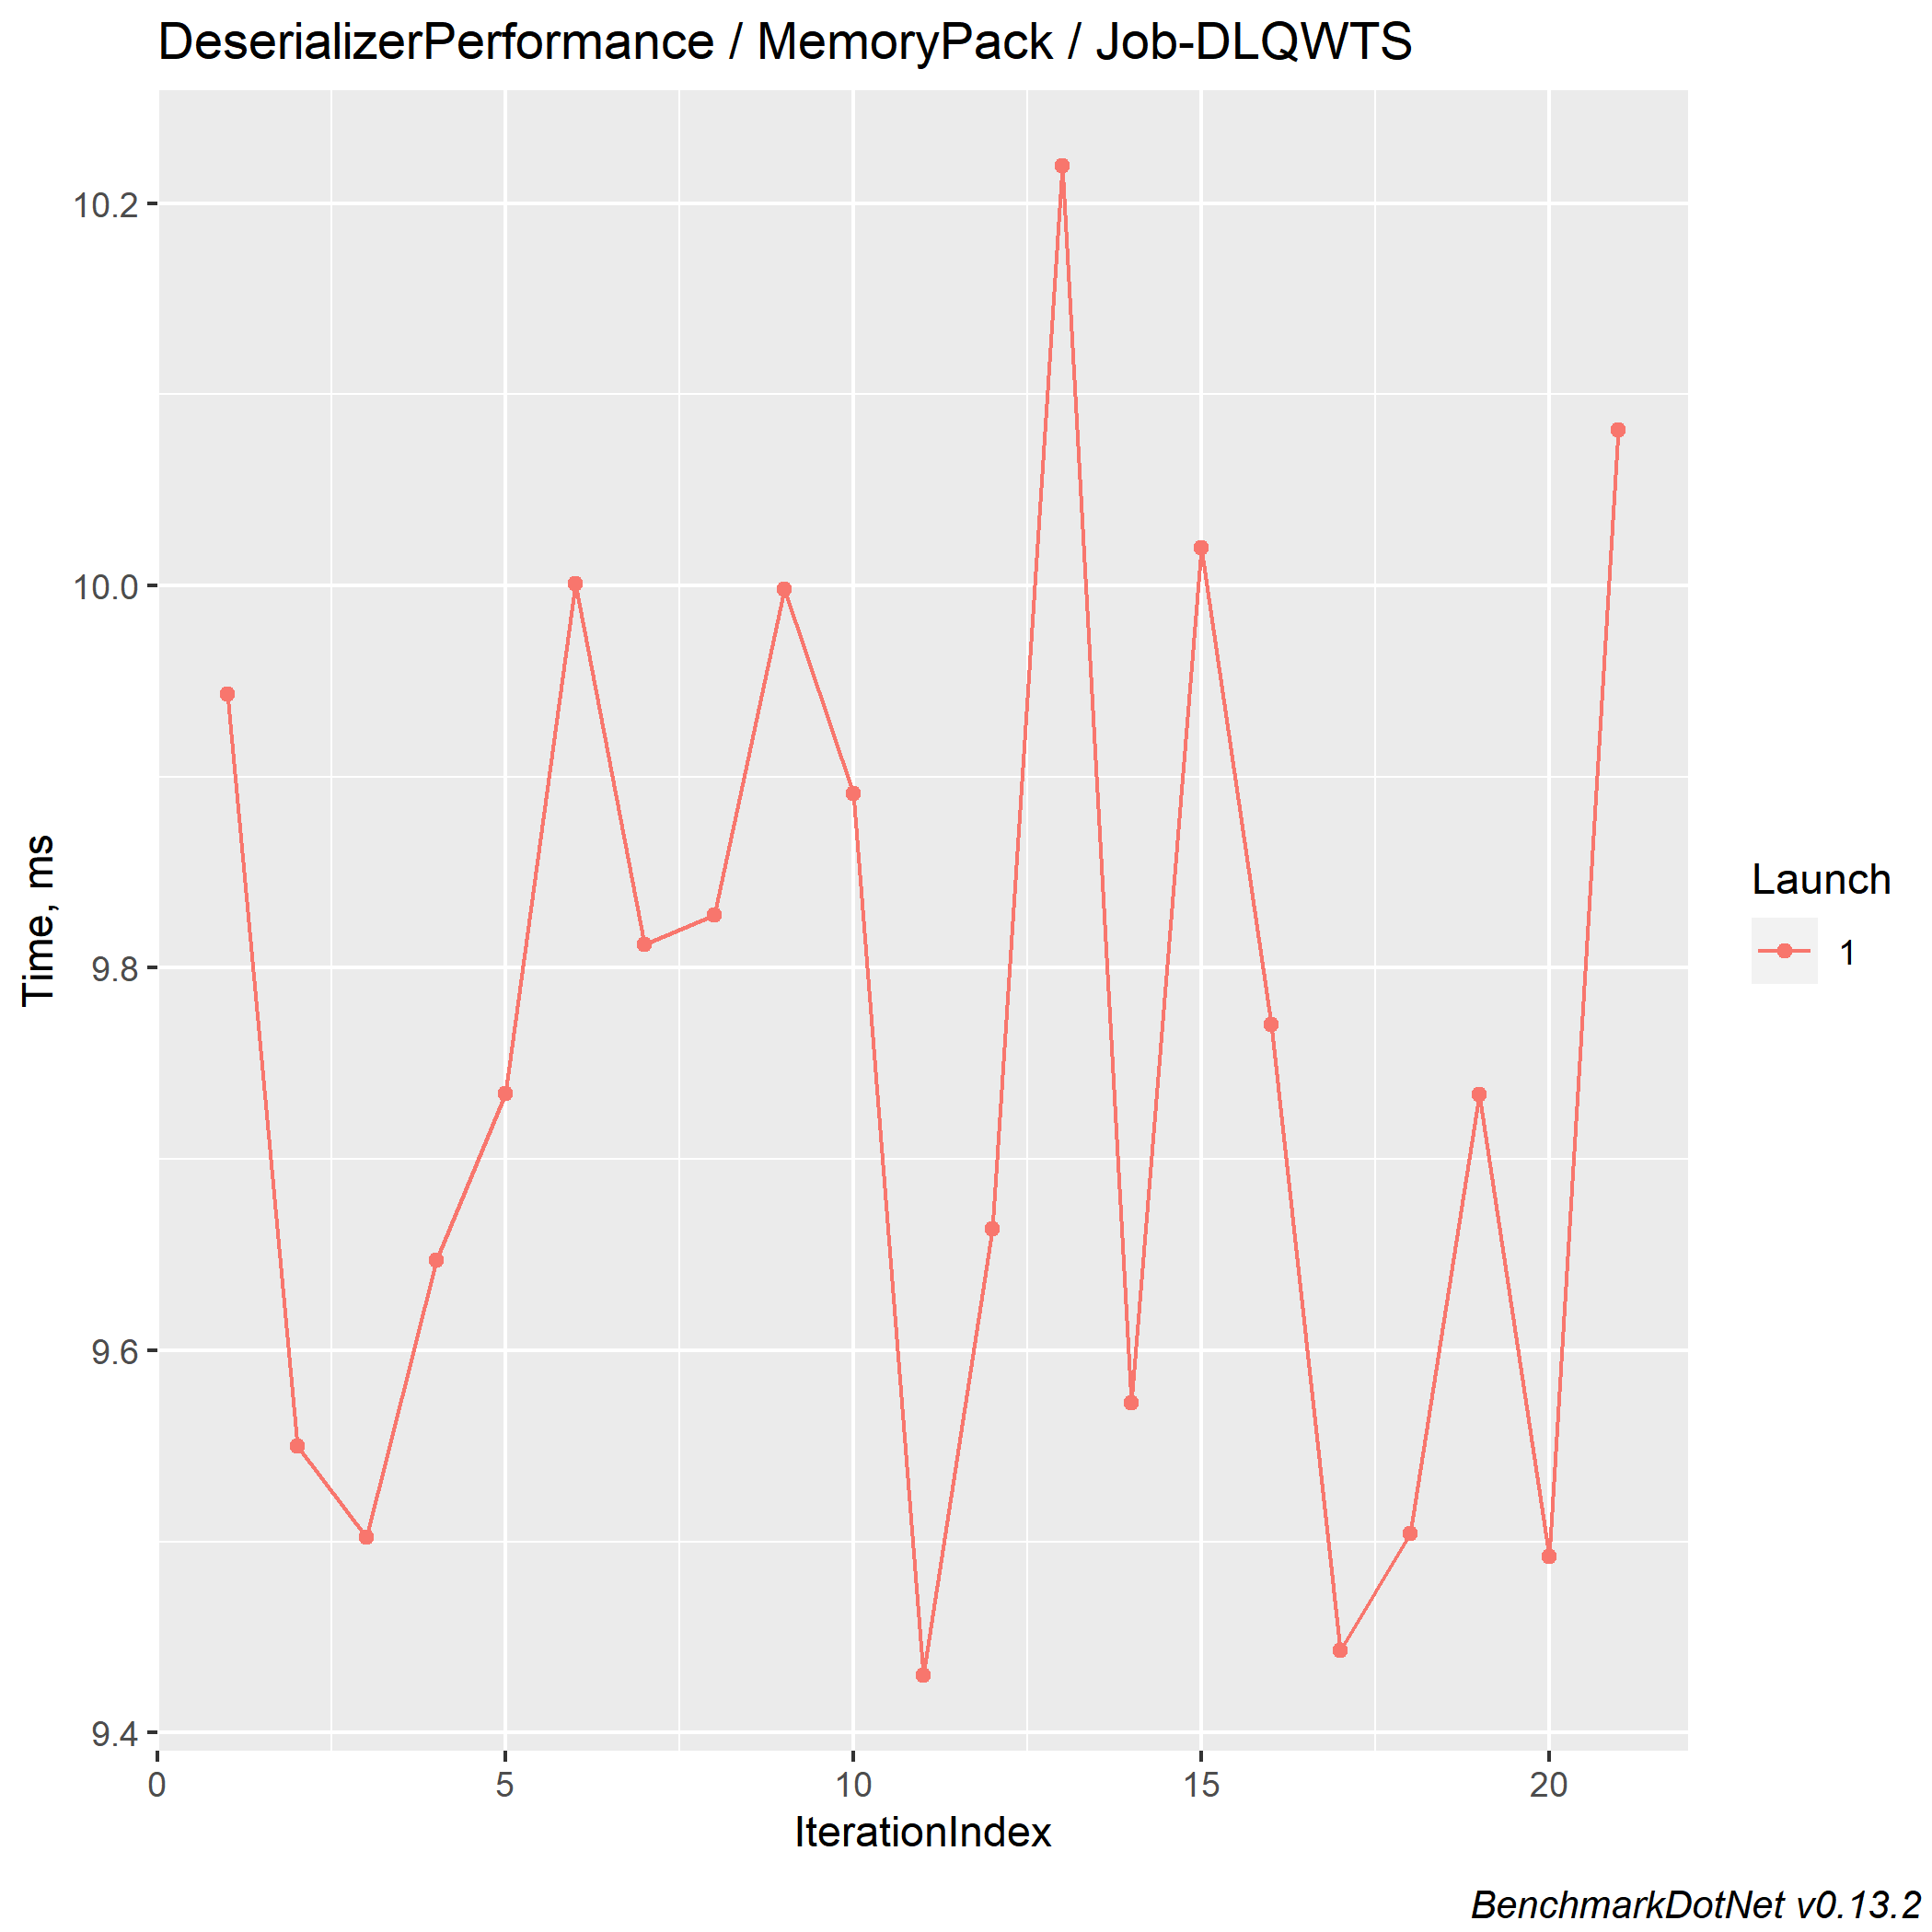 DeserializerPerformance / MemoryPack / Job-DLQWTS
Time, ms
10.2
10.0
9.8
9.6
9.4
0 5 10 15 20
IterationIndex
Launch
1
BenchmarkDotNet v0.13.2